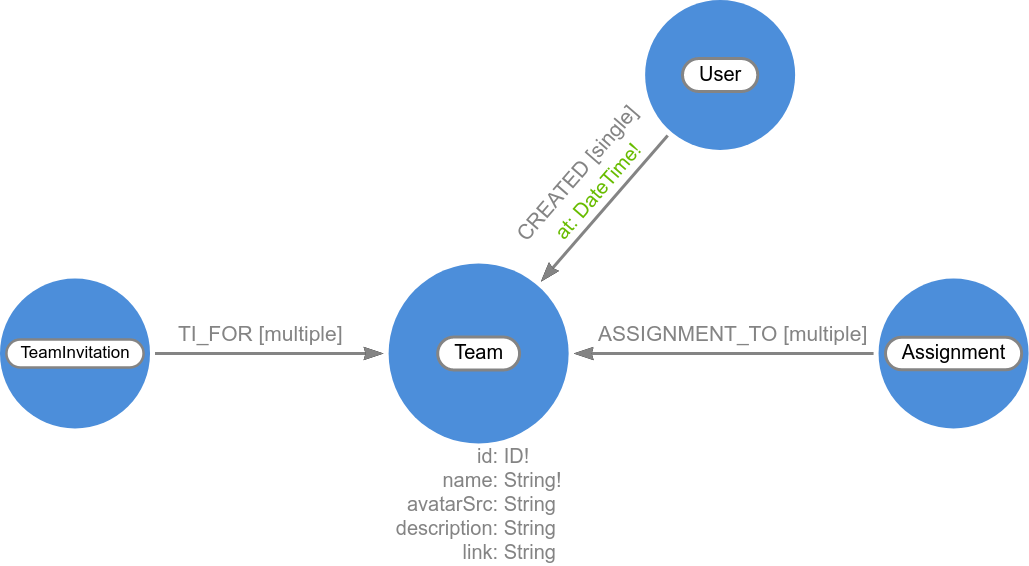 User
CREATED [single]
at: DateTime!
TI_FOR [multiple]
ASSIGNMENT_TO [multiple]
TeamInvitation
Team
Assignment
id: ID!
name: String!
avatarSrc: String
description: String
link: String